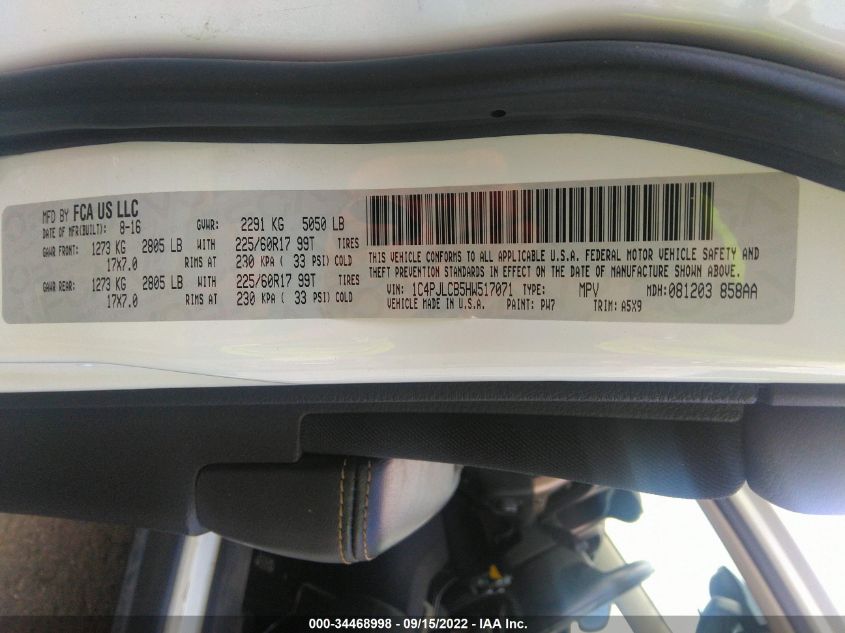 MFD BY FCA US LLC
DATE OF MFR(BUILT): 8-16 GVWR: 2291 KG 5050 LB
GAWR FRONT: 1273 KG 2805 LB WITH 225/60R17 99T TIRES
17X7.0 RIMS AT 230 KPA ( 33 PSI) COLD
GAWR REAR: 1273 KG 2805 LB WITH 225/60R17 99T TIRES
17X7.0 RIMS AT 230 KPA ( 33 PSI) COLD
THIS VEHICLE CONFORMS TO ALL APPLICABLE U.S.A. FEDERAL MOTOR VEHICLE SAFETY AND
THEFT PREVENTION STANDARDS IN EFFECT ON THE DATE OF MANUFACTURE SHOWN ABOVE.
VIN: 1C4PJLCB5HW517071 TYPE: MPV MDH:081203 858AA
VEHICLE MADE IN U.S.A. PAINT: PW7 TRIM: A5X9
000-34468998 - 09/15/2022 - IAA Inc.